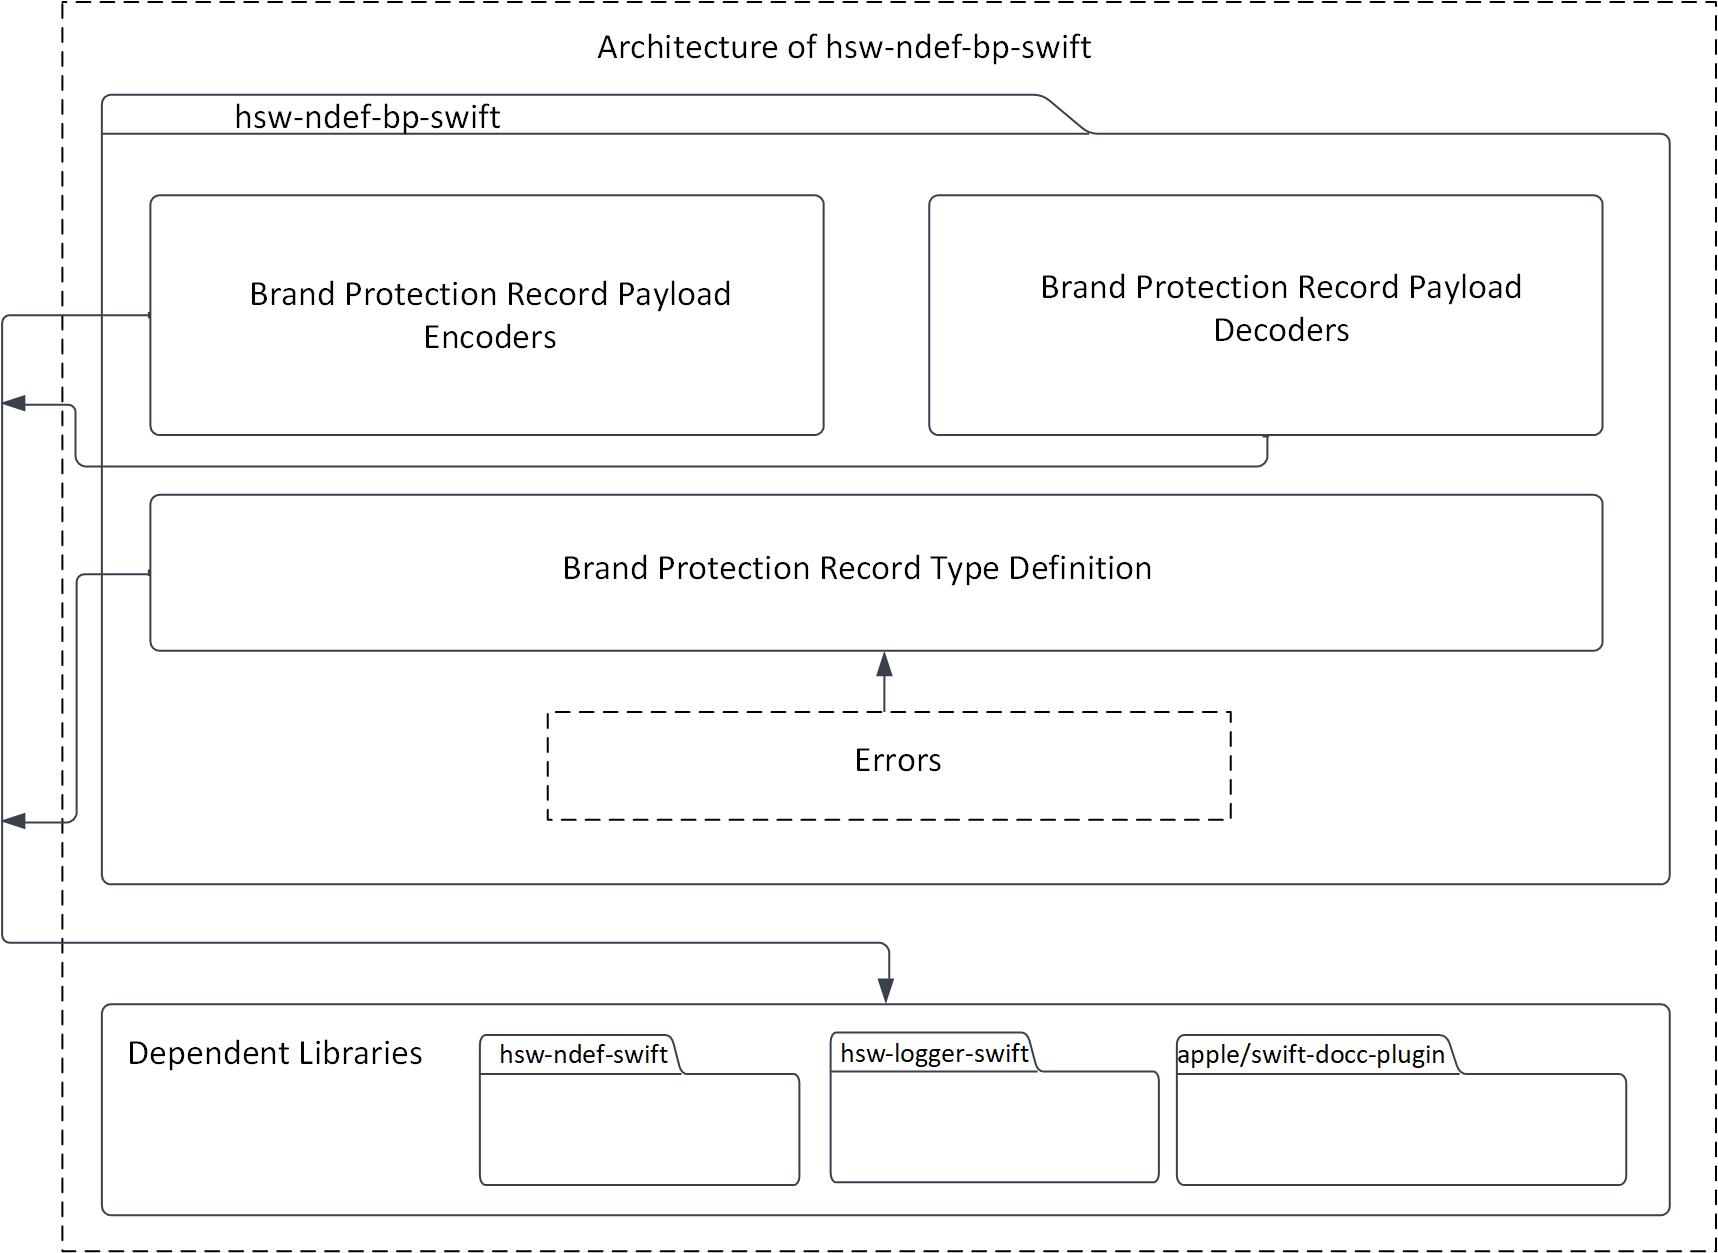 Architecture of hsw-ndef-bp-swift
hsw-ndef-bp-swift
Brand Protection Record Payload
Encoders
Brand Protection Record Payload
Decoders
Brand Protection Record Type Definition
Errors
Dependent Libraries
hsw-ndef-swift
hsw-logger-swift
apple/swift-docc-plugin